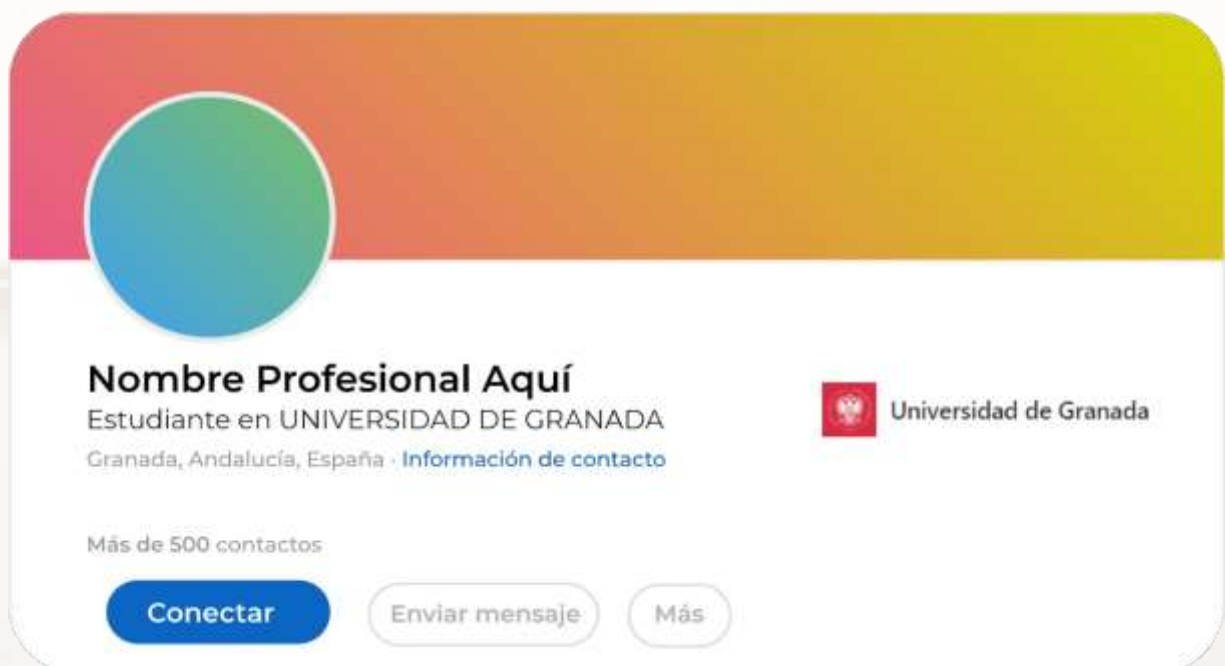 Nombre Profesional Aquí
Estudiante en UNIVERSIDAD DE GRANADA
Granada, Andalucía, España · Información de contacto
Universidad de Granada
Más de 500 contactos
Conectar
Enviar mensaje
Más